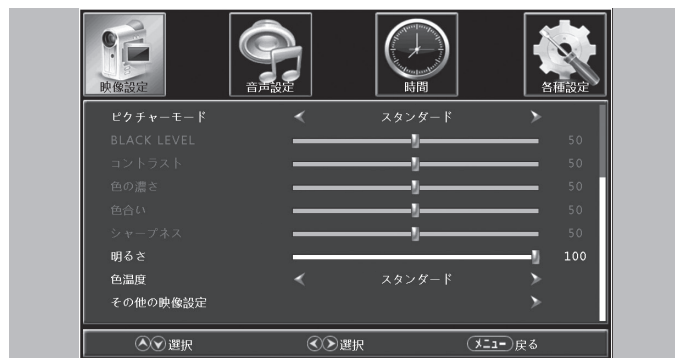 映像設定 音声設定 時間 各種設定
ピクチャーモード スタンダード
BLACK LEVEL 50
コントラスト 50
色の濃さ 50
色合い 50
シャープネス 50
明るさ 100
色温度 スタンダード
その他の映像設定
選択 選択 メニュー 戻る